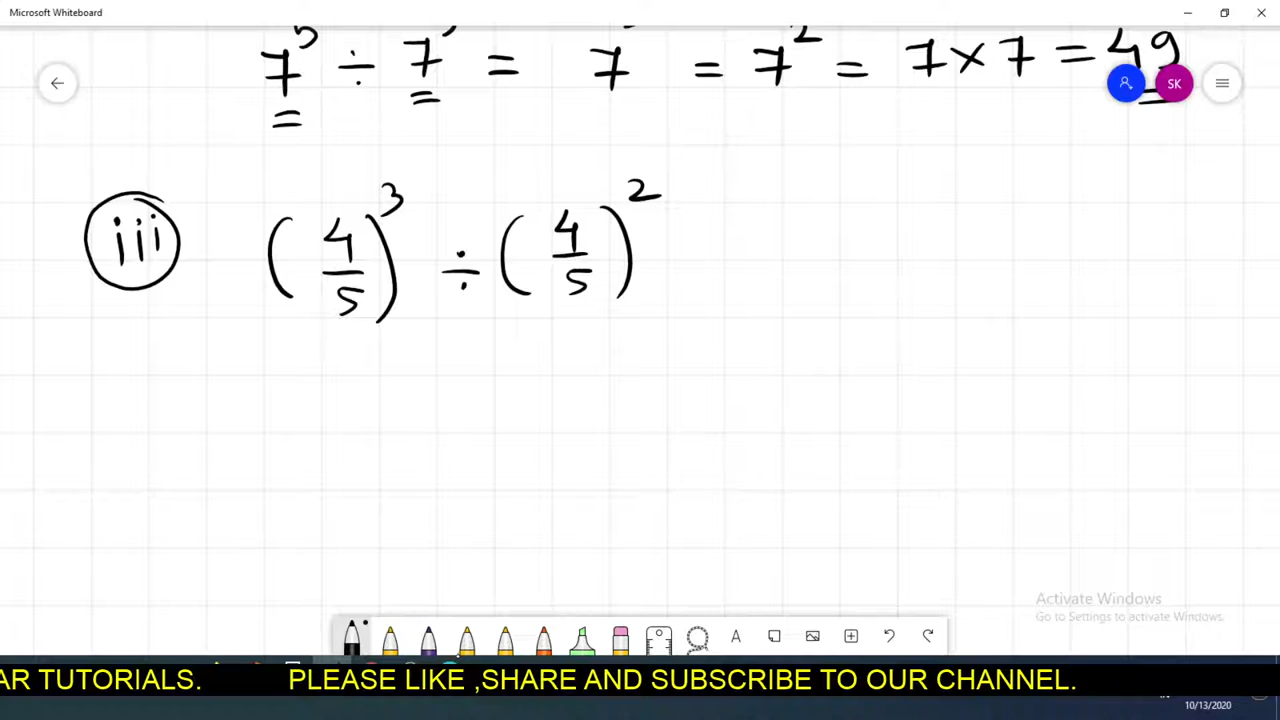 Microsoft Whiteboard
7⁵ ÷ 7 = 7 = 7² = 7 × 7 = 49
SK
iii (4/5)³ ÷ (4/5)²
Activate Windows
Go to Settings to activate Windows.
AR TUTORIALS. PLEASE LIKE ,SHARE AND SUBSCRIBE TO OUR CHANNEL.
10/13/2020